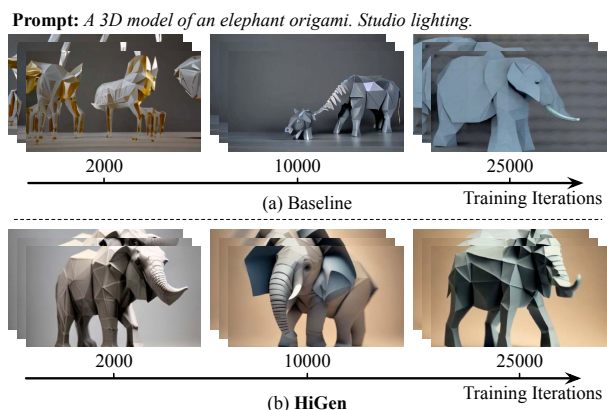 Prompt: A 3D model of an elephant origami. Studio lighting.
2000 10000 25000
Training Iterations
(a) Baseline
2000 10000 25000
Training Iterations
(b) HiGen